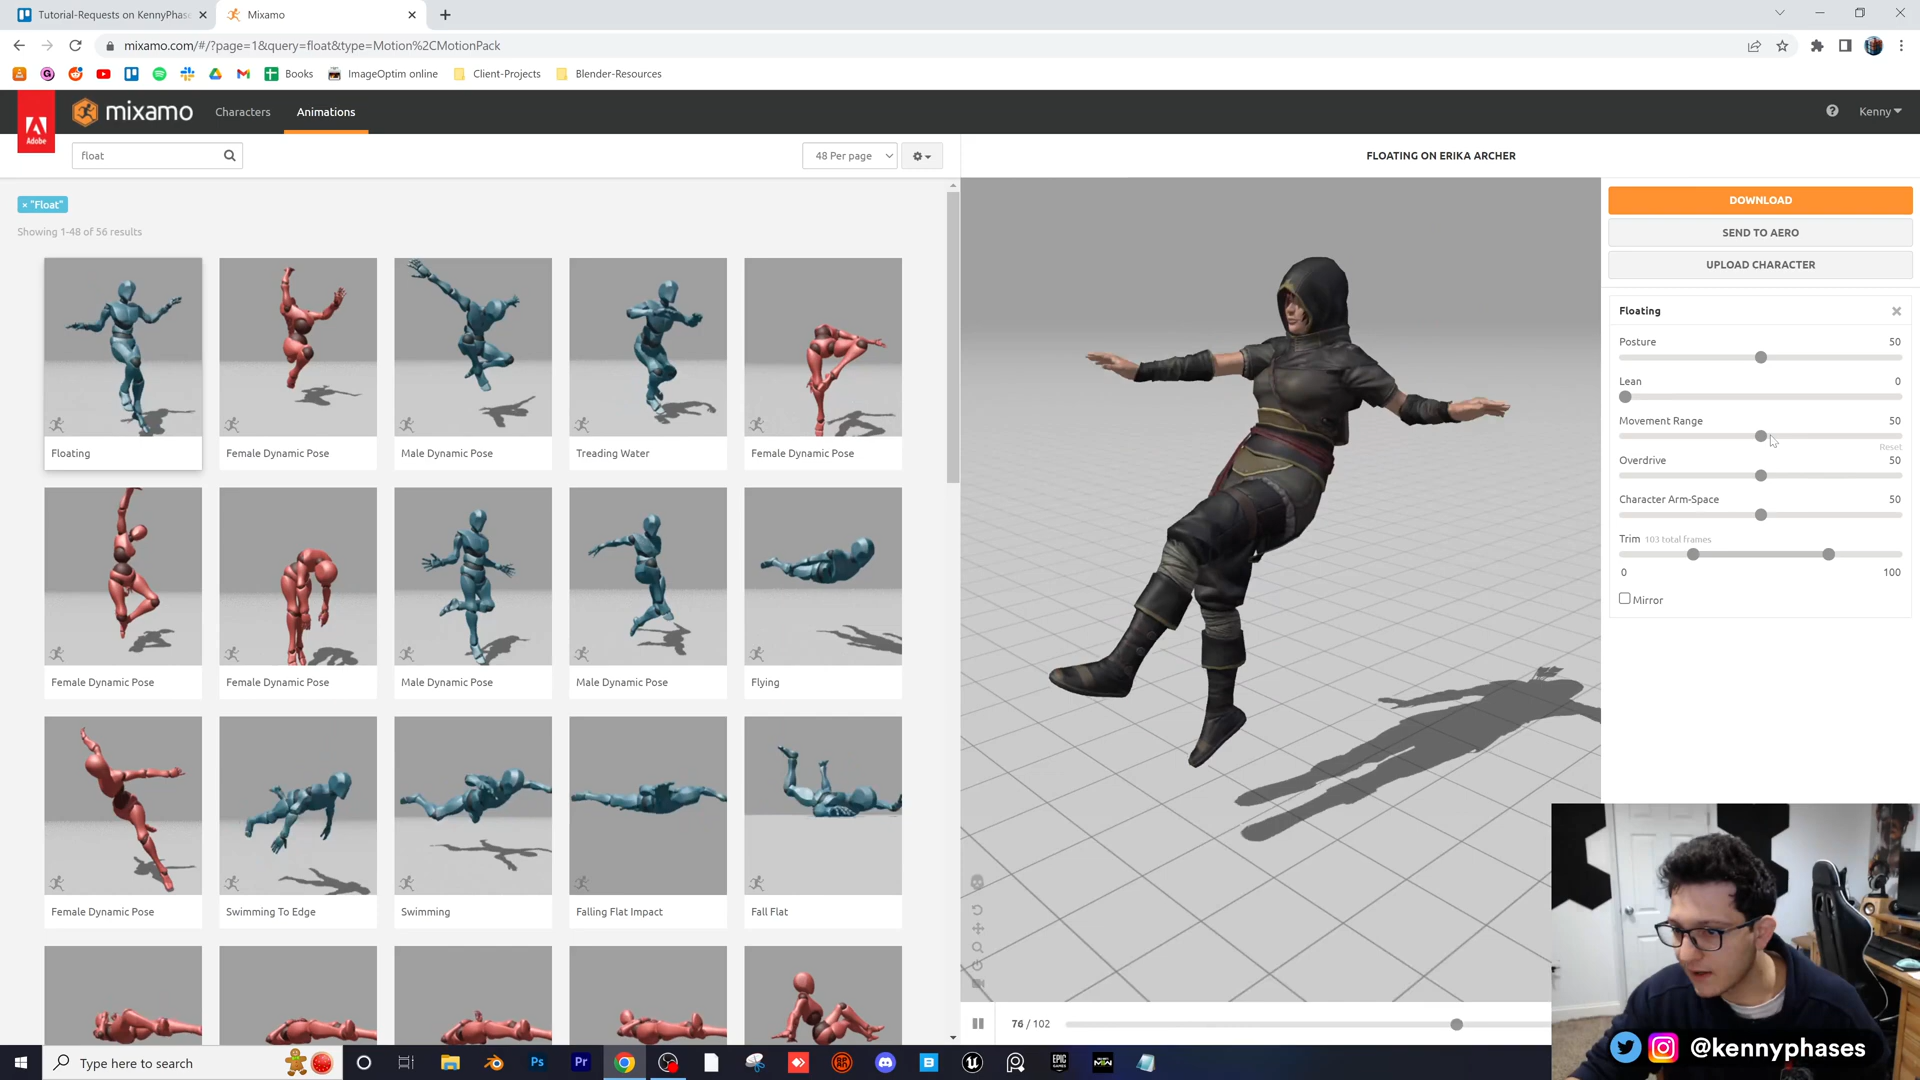 Tutorial-Requests on KennyPhase
Mixamo
mixamo.com/#/?page=1&query=float&type=Motion%2CMotionPack
Books
ImageOptim online
Client-Projects
Blender-Resources
Adobe
mixamo
Characters
Animations
Kenny
float
48 Per page
FLOATING ON ERIKA ARCHER
× "Float"
Showing 1-48 of 56 results
DOWNLOAD
SEND TO AERO
UPLOAD CHARACTER
Floating
Posture 50
Lean 0
Movement Range 50
Reset
Overdrive 50
Character Arm-Space 50
Trim 103 total frames
0 100
Mirror
Floating
Female Dynamic Pose
Male Dynamic Pose
Treading Water
Female Dynamic Pose
Female Dynamic Pose
Female Dynamic Pose
Male Dynamic Pose
Male Dynamic Pose
Flying
Female Dynamic Pose
Swimming To Edge
Swimming
Falling Flat Impact
Fall Flat
76 / 102
@kennyphases
Type here to search
Ps
Pr